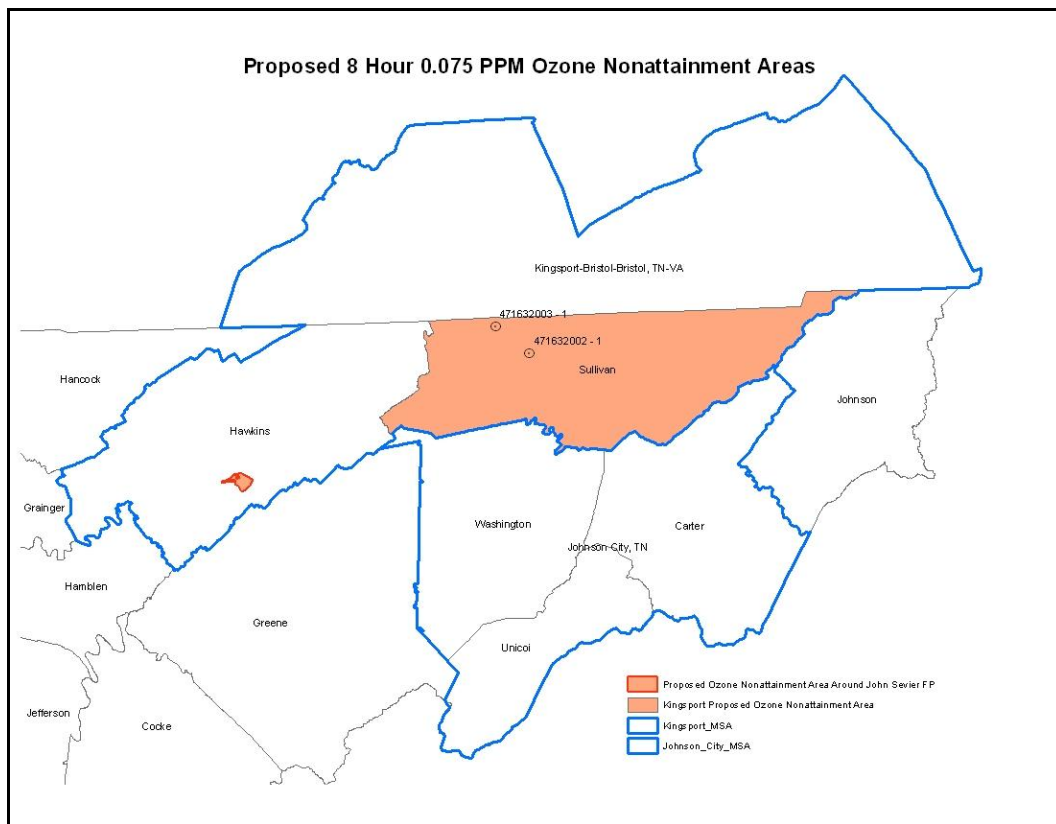 Proposed 8 Hour 0.075 PPM Ozone Nonattainment Areas
Kingsport-Bristol-Bristol, TN-VA
471632003 - 1
471632002 - 1
Sullivan
Hancock
Johnson
Hawkins
Grainger
Washington
Carter
Johnson City, TN
Hamblen
Greene
Unicoi
Jefferson
Cocke
Proposed Ozone Nonattainment Area Around John Sevier FP
Kingsport Proposed Ozone Nonattainment Area
Kingsport_MSA
Johnson_City_MSA